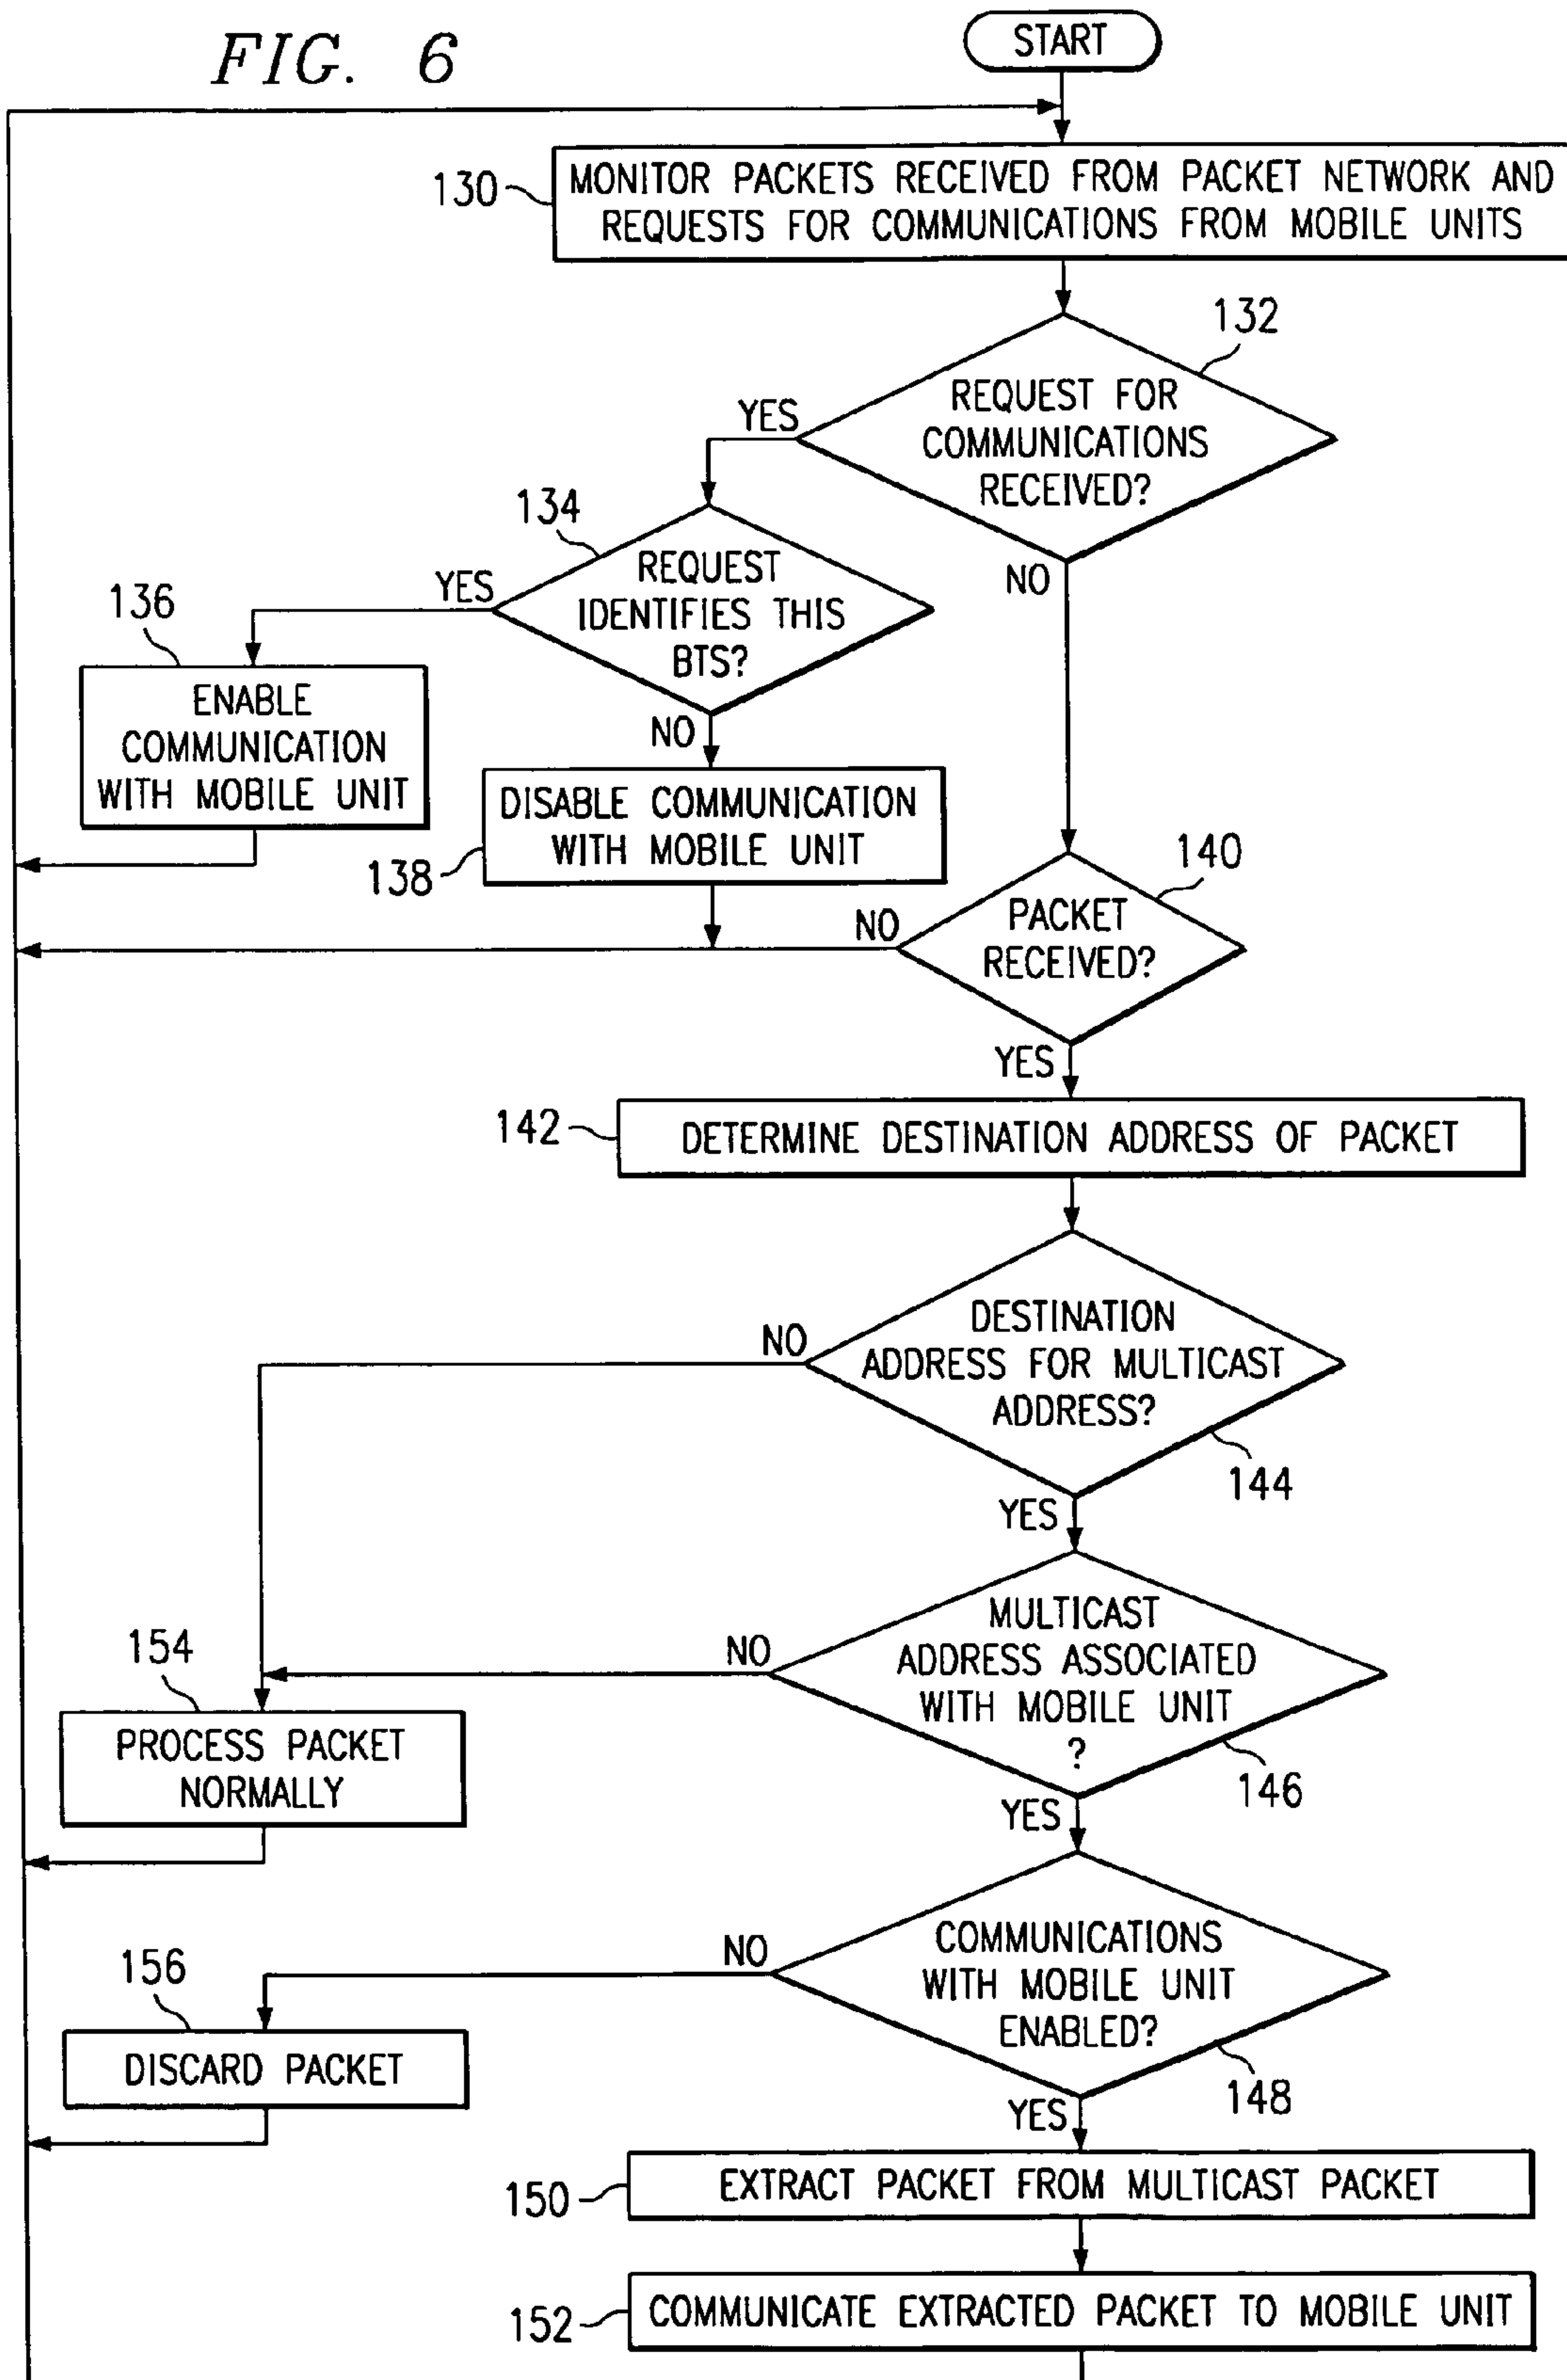 FIG. 6
START
130
MONITOR PACKETS RECEIVED FROM PACKET NETWORK AND
REQUESTS FOR COMMUNICATIONS FROM MOBILE UNITS
132
REQUEST FOR
COMMUNICATIONS
RECEIVED?
YES
NO
134
REQUEST
IDENTIFIES THIS
BTS?
YES
NO
136
ENABLE
COMMUNICATION
WITH MOBILE UNIT
DISABLE COMMUNICATION
WITH MOBILE UNIT
138
140
PACKET
RECEIVED?
NO
YES
142
DETERMINE DESTINATION ADDRESS OF PACKET
DESTINATION
ADDRESS FOR MULTICAST
ADDRESS?
NO
144
YES
MULTICAST
ADDRESS ASSOCIATED
WITH MOBILE UNIT
?
NO
146
YES
154
PROCESS PACKET
NORMALLY
COMMUNICATIONS
WITH MOBILE UNIT
ENABLED?
NO
148
YES
156
DISCARD PACKET
150
EXTRACT PACKET FROM MULTICAST PACKET
152
COMMUNICATE EXTRACTED PACKET TO MOBILE UNIT